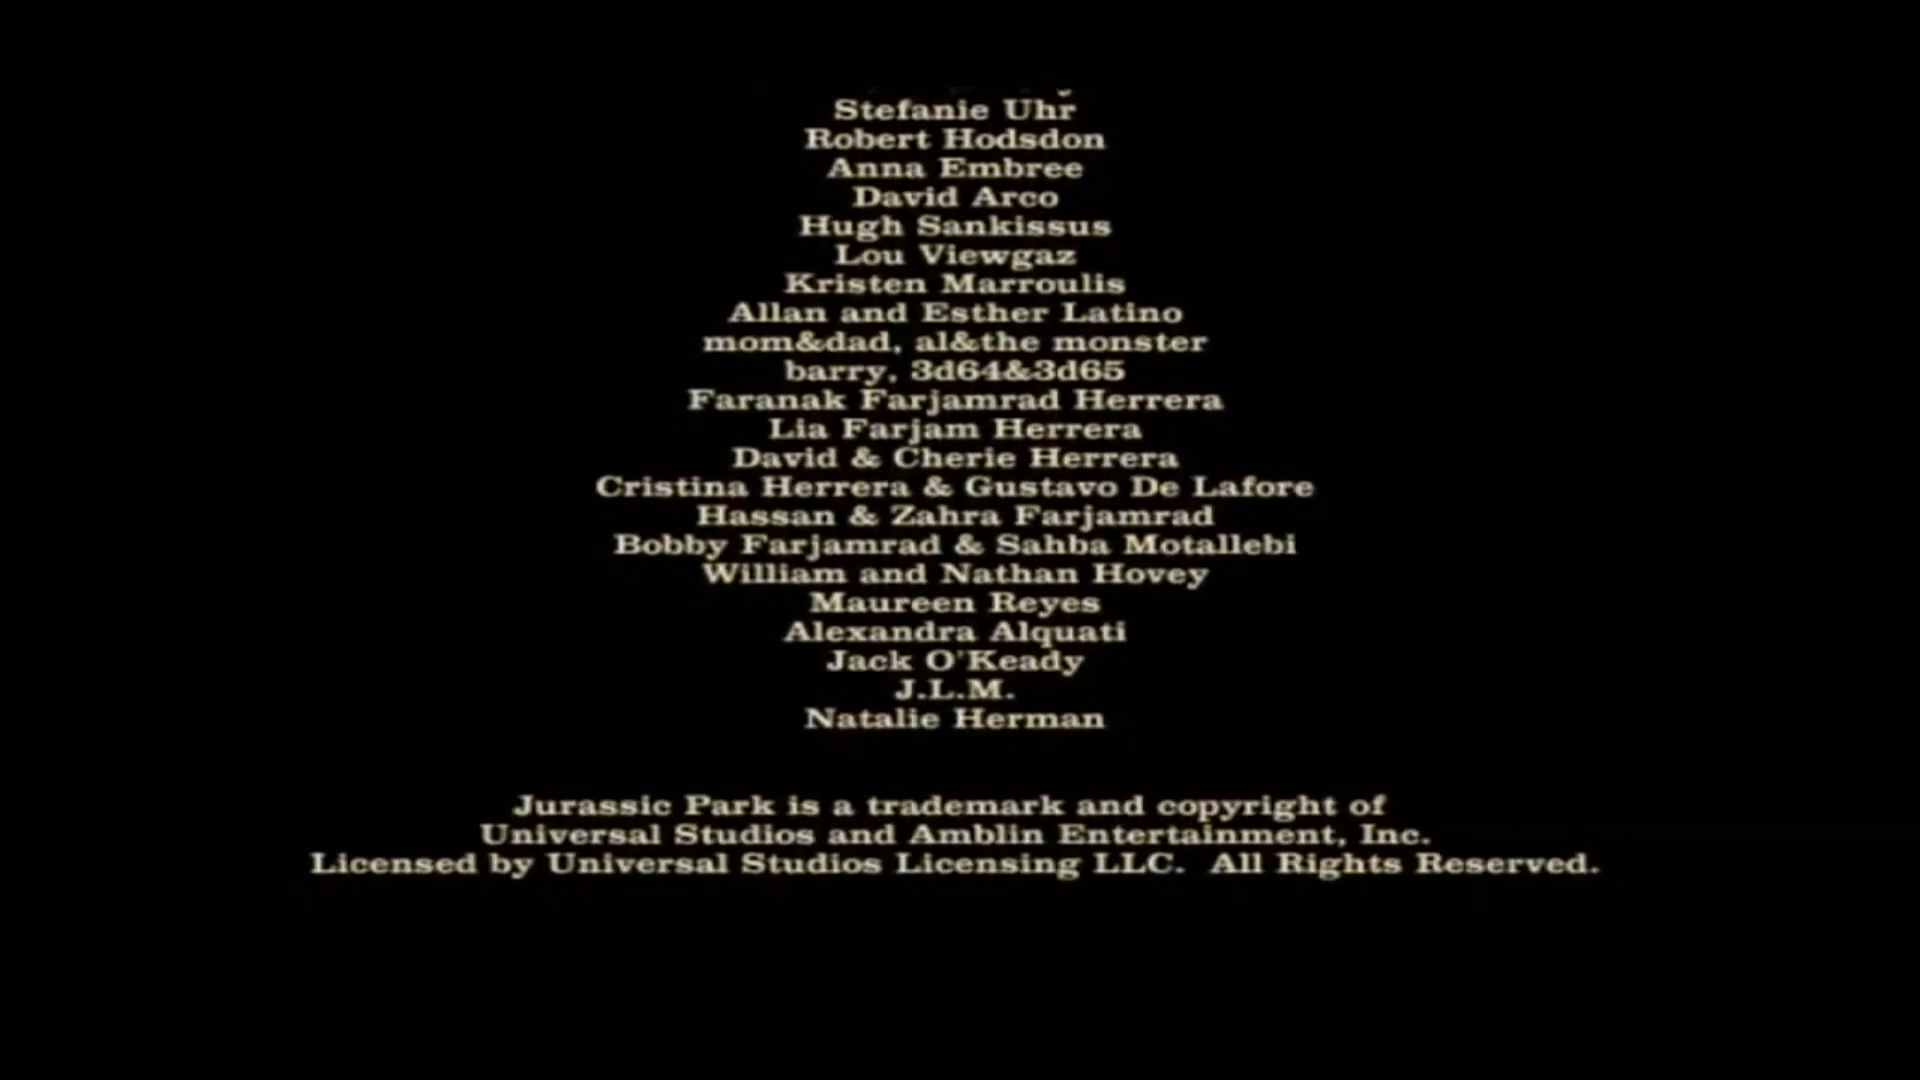 Stefanie Uhr
Robert Hodsdon
Anna Embree
David Arco
Hugh Sankissus
Lou Viewgaz
Kristen Marroulis
Allan and Esther Latino
mom&dad, al&the monster
barry, 3d64&3d65
Faranak Farjamrad Herrera
Lia Farjam Herrera
David & Cherie Herrera
Cristina Herrera & Gustavo De Lafore
Hassan & Zahra Farjamrad
Bobby Farjamrad & Sahba Motallebi
William and Nathan Hovey
Maureen Reyes
Alexandra Alquati
Jack O'Keady
J.L.M.
Natalie Herman
Jurassic Park is a trademark and copyright of
Universal Studios and Amblin Entertainment, Inc.
Licensed by Universal Studios Licensing LLC.  All Rights Reserved.